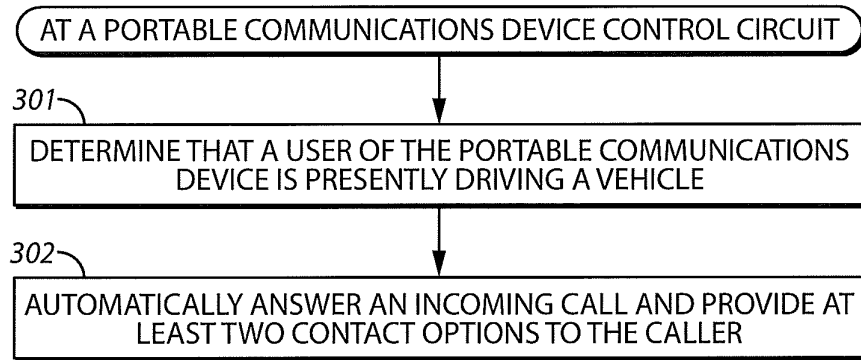 AT A PORTABLE COMMUNICATIONS DEVICE CONTROL CIRCUIT
301
DETERMINE THAT A USER OF THE PORTABLE COMMUNICATIONS
DEVICE IS PRESENTLY DRIVING A VEHICLE
302
AUTOMATICALLY ANSWER AN INCOMING CALL AND PROVIDE AT
LEAST TWO CONTACT OPTIONS TO THE CALLER